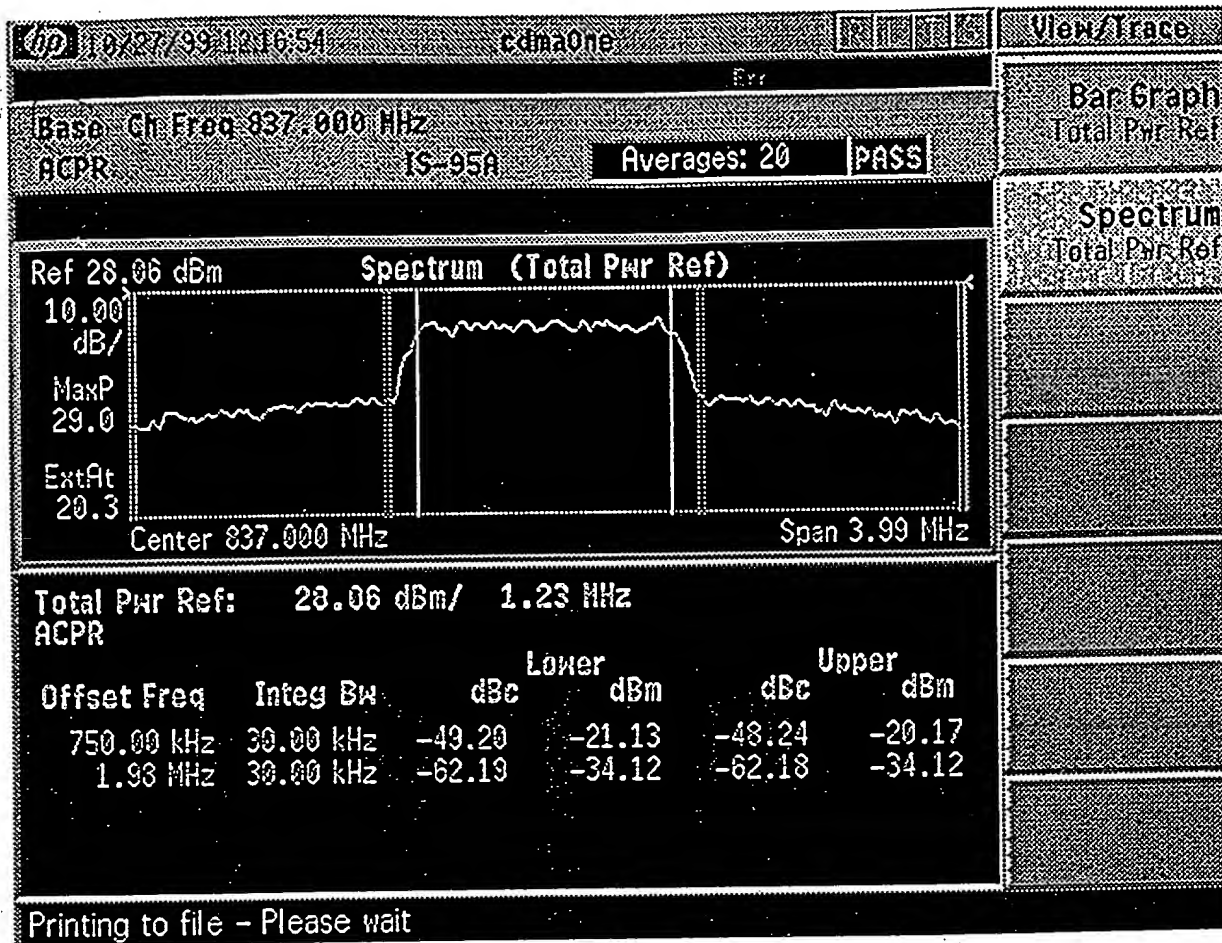 hp 10/27/99 12:16:54 cdmaOne R L T S View/Trace
Err
Base Ch Freq 837.000 MHz
ACPR IS-95A Averages: 20 PASS
Bar Graph
Total Pwr Ref
Spectrum
Total Pwr Ref
Ref 28.06 dBm Spectrum (Total Pwr Ref)
10.00
dB/
MaxP
29.0
ExtAt
20.3
Center 837.000 MHz Span 3.99 MHz
Total Pwr Ref: 28.06 dBm/ 1.23 MHz
ACPR
Lower Upper
Offset Freq Integ Bw dBc dBm dBc dBm
750.00 kHz 30.00 kHz -49.20 -21.13 -48.24 -20.17
1.98 MHz 30.00 kHz -62.19 -34.12 -62.18 -34.12
Printing to file - Please wait